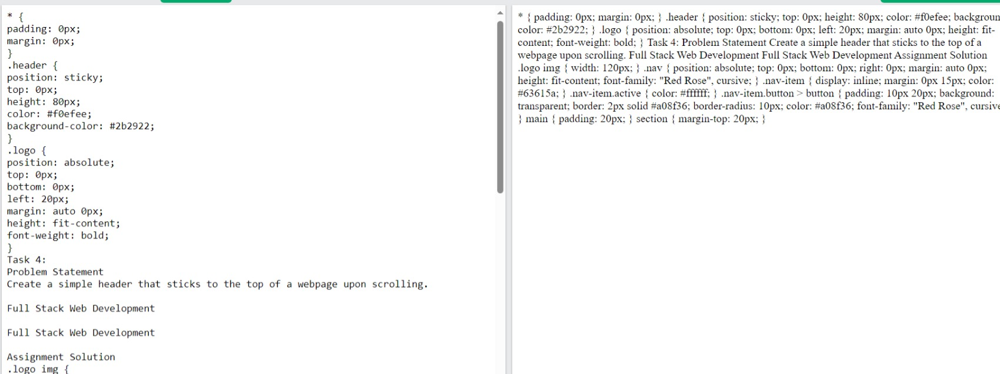 * {
padding: 0px;
margin: 0px;
}
.header {
position: sticky;
top: 0px;
height: 80px;
color: #f0efee;
background-color: #2b2922;
}
.logo {
position: absolute;
top: 0px;
bottom: 0px;
left: 20px;
margin: auto 0px;
height: fit-content;
font-weight: bold;
}
Task 4:
Problem Statement
Create a simple header that sticks to the top of a webpage upon scrolling.
Full Stack Web Development
Full Stack Web Development
Assignment Solution
.logo img {
* { padding: 0px; margin: 0px; } .header { position: sticky; top: 0px; height: 80px; color: #f0efee; backgroun
color: #2b2922; } .logo { position: absolute; top: 0px; bottom: 0px; left: 20px; margin: auto 0px; height: fit-
content; font-weight: bold; } Task 4: Problem Statement Create a simple header that sticks to the top of a
webpage upon scrolling. Full Stack Web Development Full Stack Web Development Assignment Solution
.logo img { width: 120px; } .nav { position: absolute; top: 0px; bottom: 0px; right: 0px; margin: auto 0px;
height: fit-content; font-family: "Red Rose", cursive; } .nav-item { display: inline; margin: 0px 15px; color:
#63615a; } .nav-item.active { color: #ffffff; } .nav-item.button > button { padding: 10px 20px; background:
transparent; border: 2px solid #a08f36; border-radius: 10px; color: #a08f36; font-family: "Red Rose", cursive
} main { padding: 20px; } section { margin-top: 20px; }